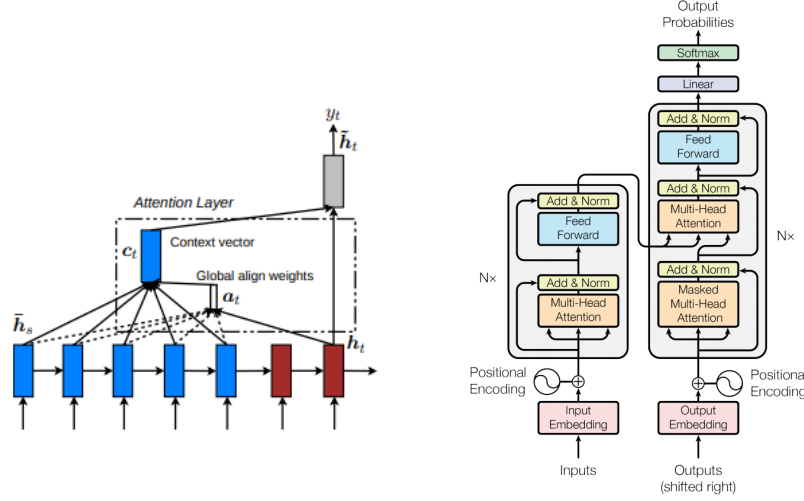 y_t
h̃_t
Attention Layer
c_t
Context vector
Global align weights
a_t
h̄_s
h_t
Output
Probabilities
Softmax
Linear
Add & Norm
Feed
Forward
Add & Norm
Multi-Head
Attention
Add & Norm
Masked
Multi-Head
Attention
N×
Add & Norm
Feed
Forward
N×
Add & Norm
Multi-Head
Attention
Positional
Encoding
Positional
Encoding
Input
Embedding
Output
Embedding
Inputs
Outputs
(shifted right)